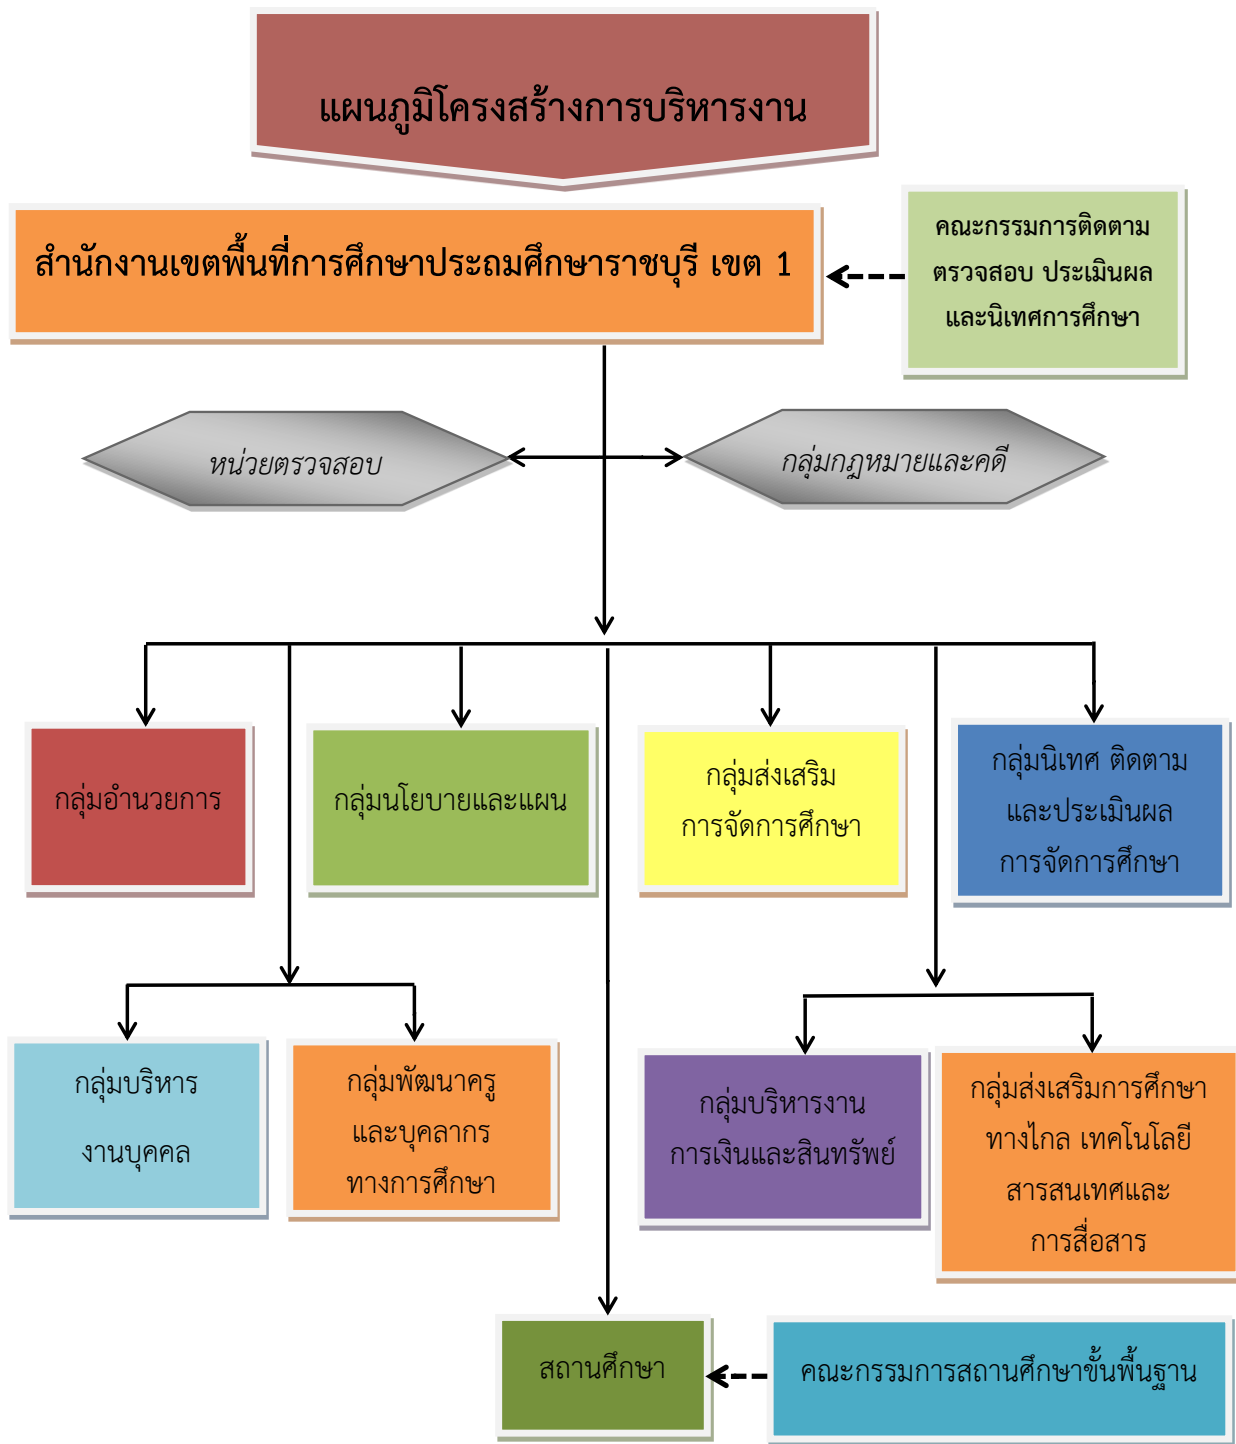 แผนภูมิโครงสร้างการบริหารงาน
สำนักงานเขตพื้นที่การศึกษาประถมศึกษาราชบุรี เขต 1
คณะกรรมการติดตาม
ตรวจสอบ ประเมินผล
และนิเทศการศึกษา
หน่วยตรวจสอบ
กลุ่มกฎหมายและคดี
กลุ่มอำนวยการ
กลุ่มนโยบายและแผน
กลุ่มส่งเสริม
การจัดการศึกษา
กลุ่มนิเทศ ติดตาม
และประเมินผล
การจัดการศึกษา
กลุ่มบริหาร
งานบุคคล
กลุ่มพัฒนาครู
และบุคลากร
ทางการศึกษา
กลุ่มบริหารงาน
การเงินและสินทรัพย์
กลุ่มส่งเสริมการศึกษา
ทางไกล เทคโนโลยี
สารสนเทศและ
การสื่อสาร
สถานศึกษา
คณะกรรมการสถานศึกษาขั้นพื้นฐาน